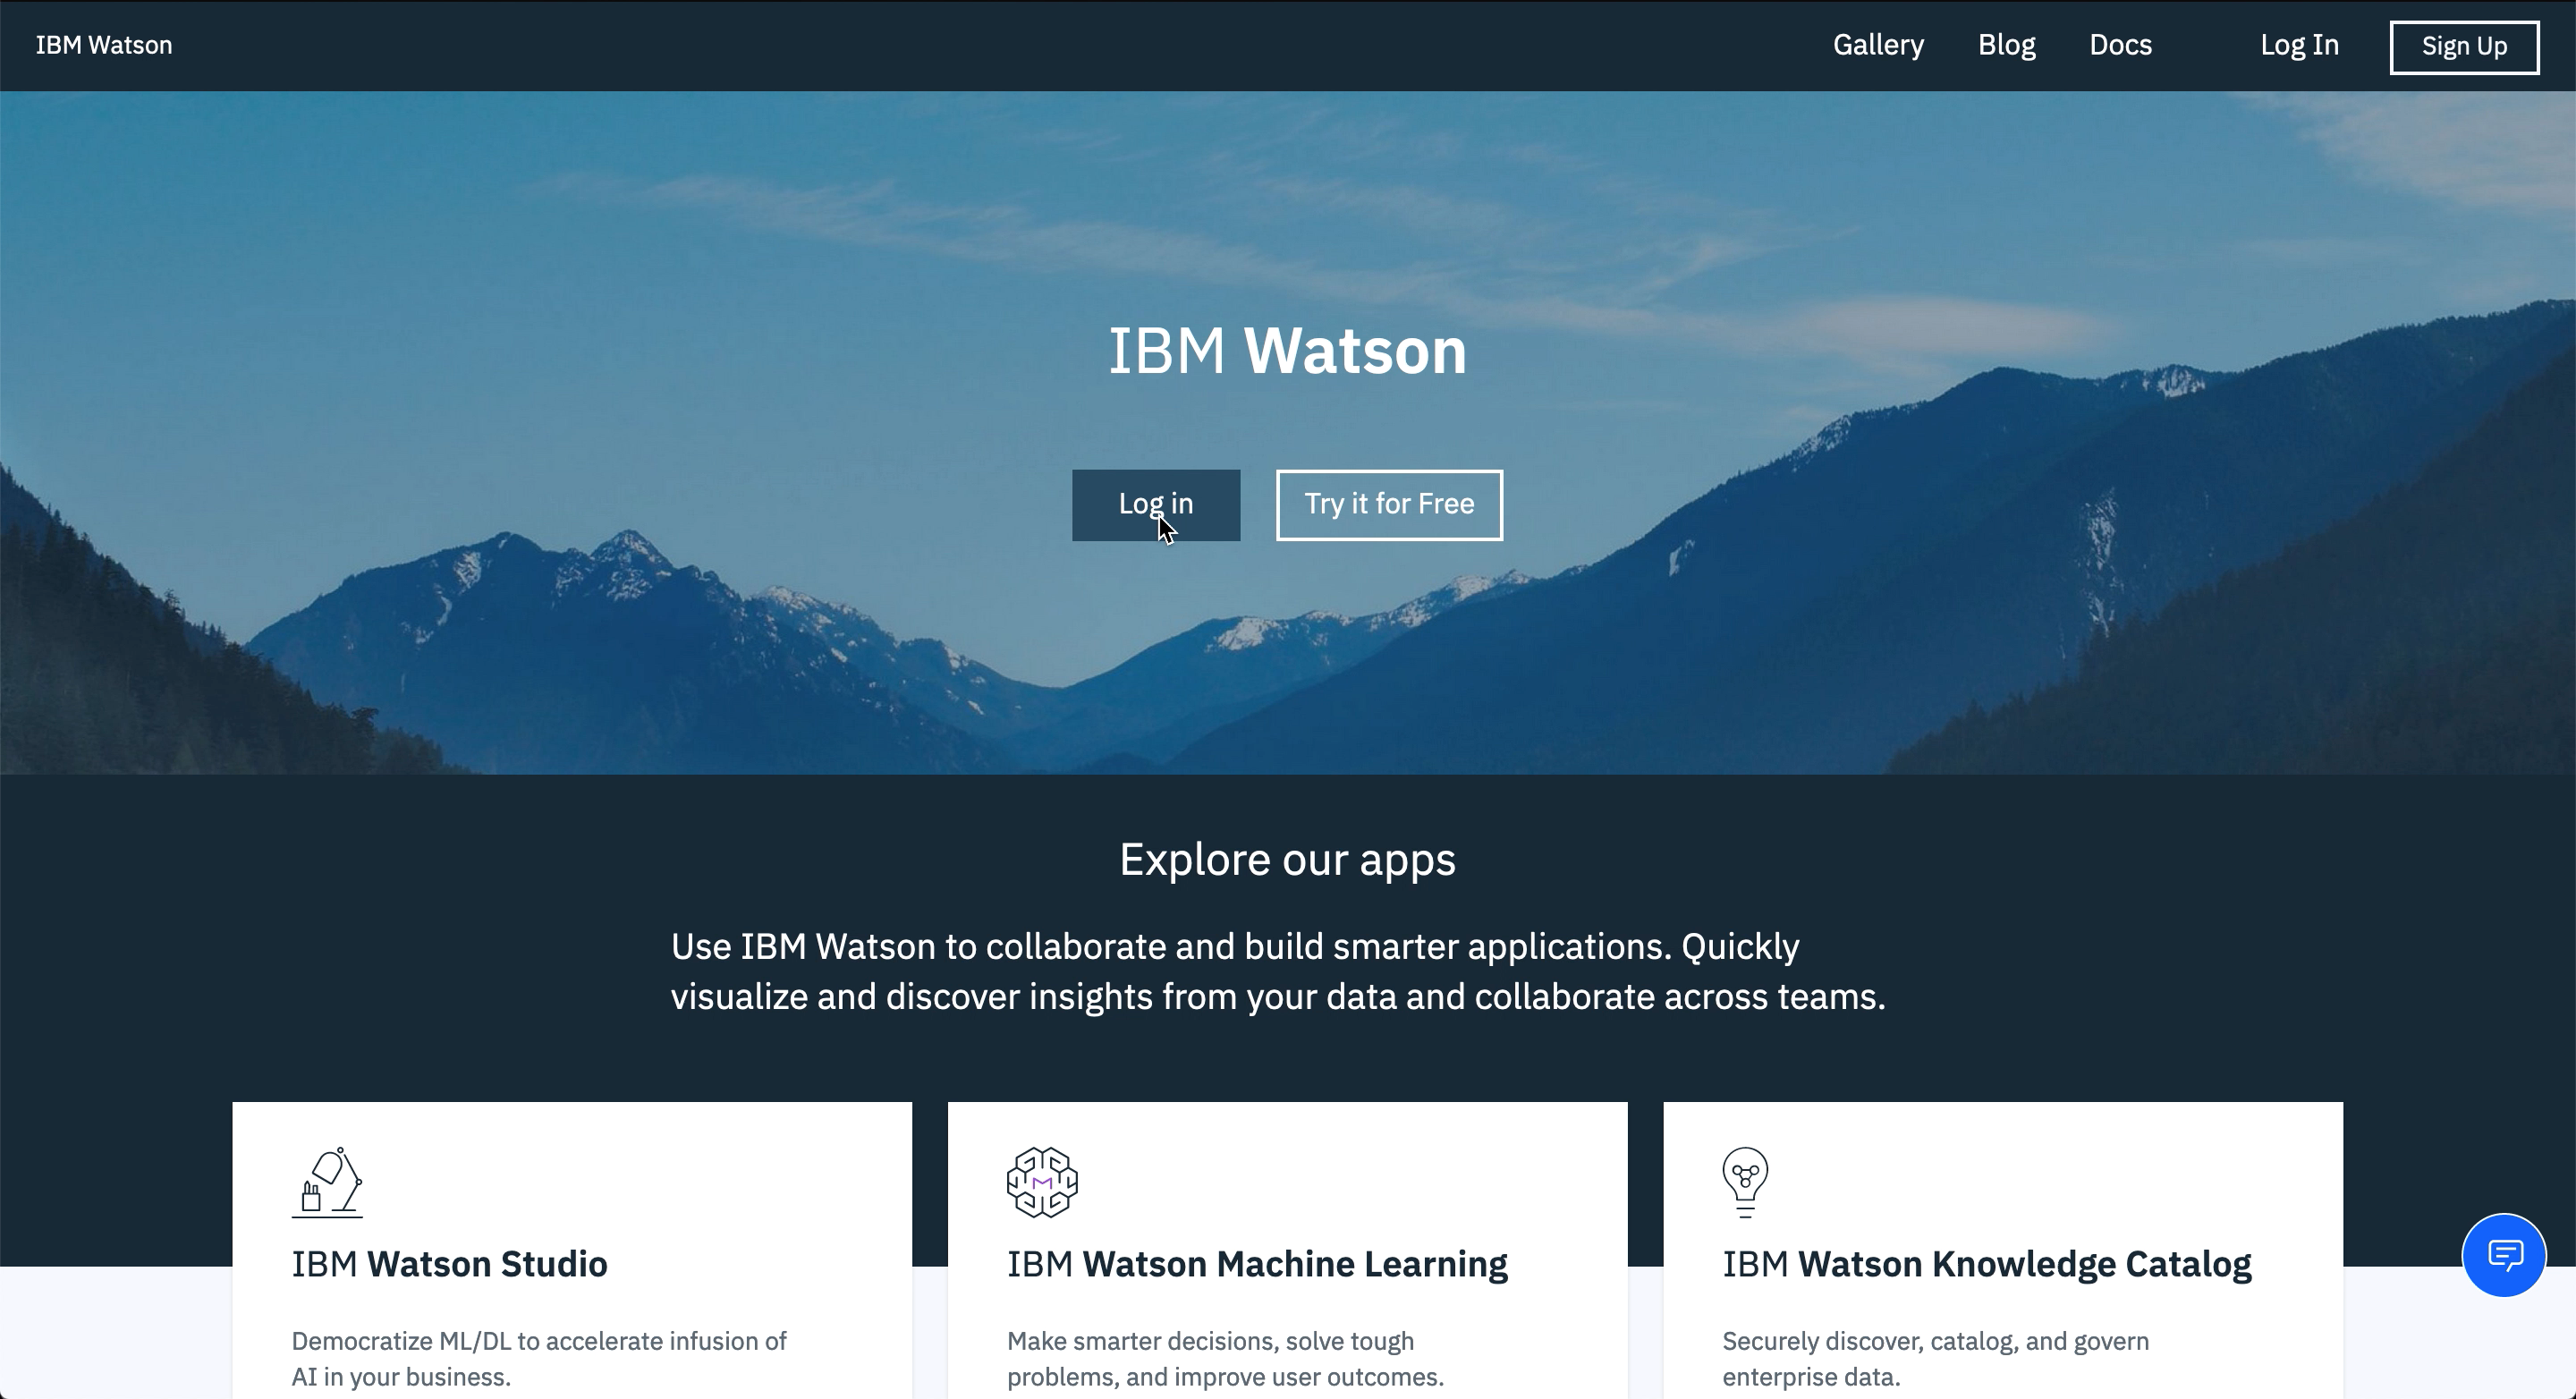 IBM Watson
Gallery
Blog
Docs
Log In
Sign Up
IBM Watson
Log in
Try it for Free
Explore our apps
Use IBM Watson to collaborate and build smarter applications. Quickly
visualize and discover insights from your data and collaborate across teams.
IBM Watson Studio
Democratize ML/DL to accelerate infusion of
AI in your business.
IBM Watson Machine Learning
Make smarter decisions, solve tough
problems, and improve user outcomes.
IBM Watson Knowledge Catalog
Securely discover, catalog, and govern
enterprise data.